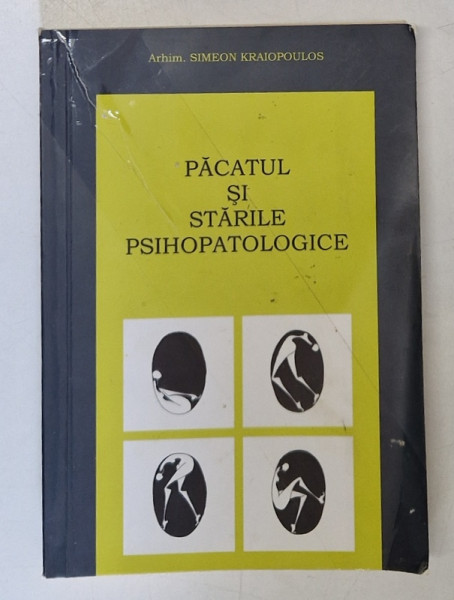 Arhim. SIMEON KRAIOPOULOS
PĂCATUL
ŞI
STĂRILE
PSIHOPATOLOGICE